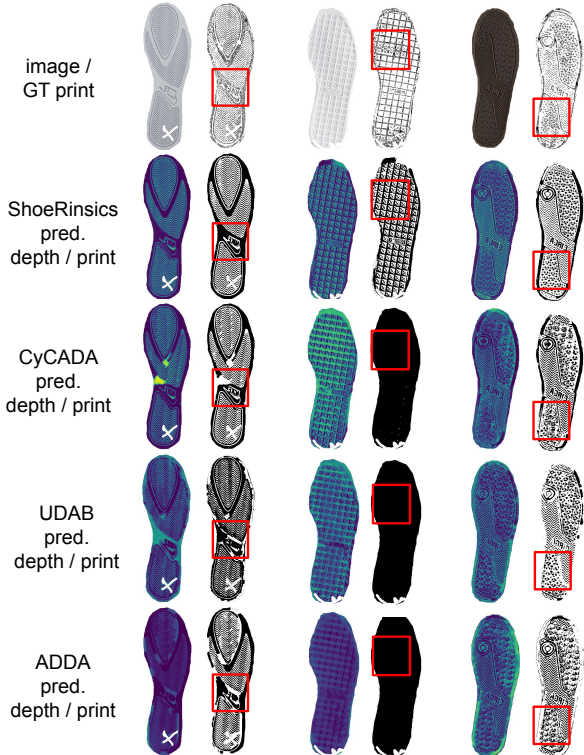 image /
GT print
ShoeRinsics
pred.
depth / print
CyCADA
pred.
depth / print
UDAB
pred.
depth / print
ADDA
pred.
depth / print